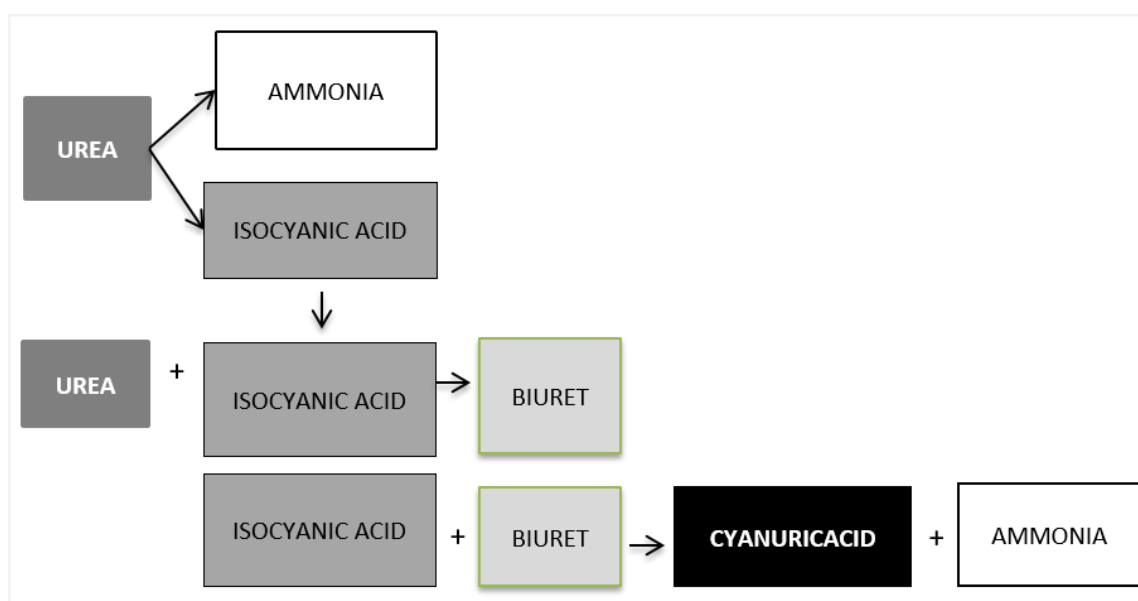 AMMONIA
UREA
ISOCYANIC ACID
UREA + ISOCYANIC ACID BIURET
ISOCYANIC ACID + BIURET CYANURICACID + AMMONIA